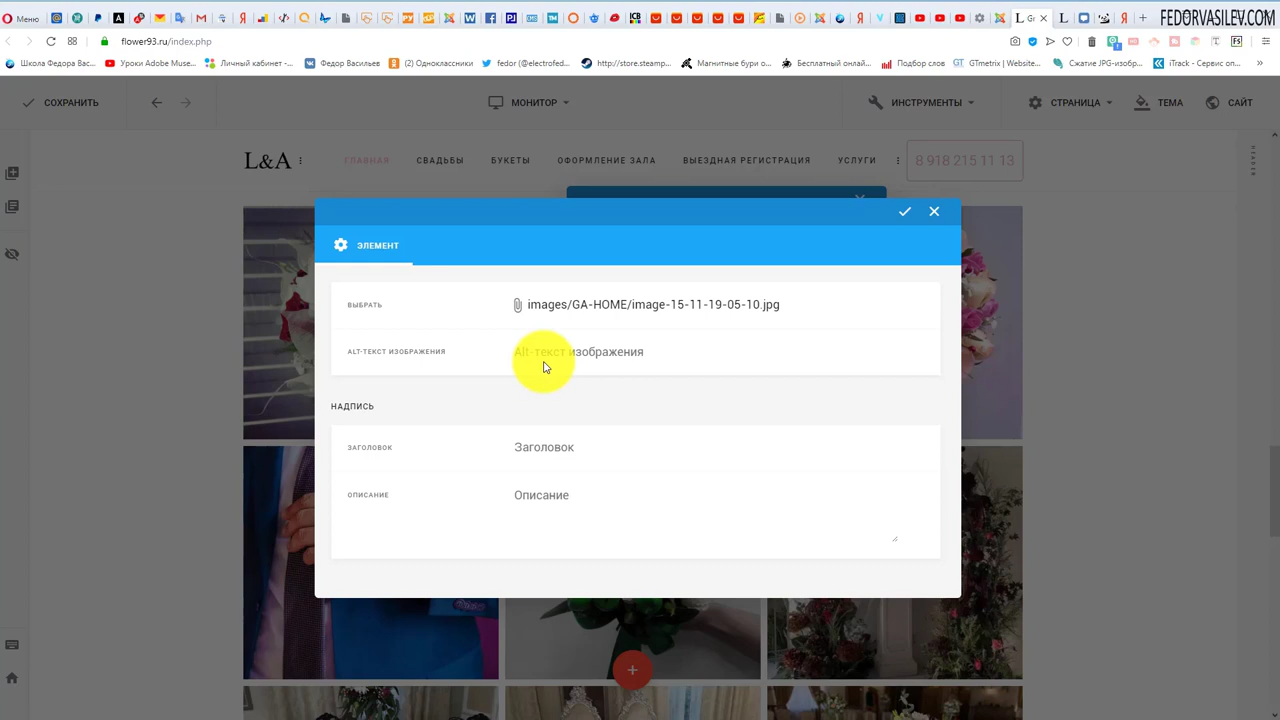 Меню
FEDORVASILEV.COM
flower93.ru/index.php
Школа Федора Вас...
Уроки Adobe Muse...
Личный кабинет -...
Федор Васильев
(2) Одноклассники
fedor (@electrofed...
http://store.steamp...
Магнитные бури о...
Бесплатный онлай...
Подбор слов
GTmetrix | Website...
Сжатие JPG-изобр...
iTrack - Сервис оп...
СОХРАНИТЬ
МОНИТОР
ИНСТРУМЕНТЫ
СТРАНИЦА
ТЕМА
САЙТ
L&A
ГЛАВНАЯ
СВАДЬБЫ
БУКЕТЫ
ОФОРМЛЕНИЕ ЗАЛА
ВЫЕЗДНАЯ РЕГИСТРАЦИЯ
УСЛУГИ
8 918 215 11 13
HEADER
ЭЛЕМЕНТ
ВЫБРАТЬ
images/GA-HOME/image-15-11-19-05-10.jpg
ALT-ТЕКСТ ИЗОБРАЖЕНИЯ
Alt-текст изображения
НАДПИСЬ
ЗАГОЛОВОК
Заголовок
ОПИСАНИЕ
Описание